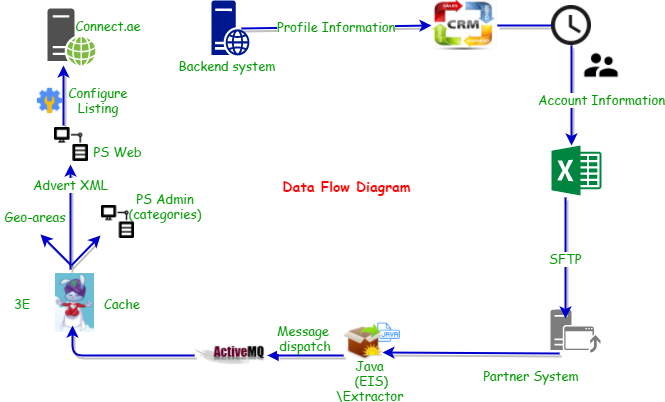 Connect.ae
Backend system
Profile Information
SALES
CRM
Account Information
X
Configure
Listing
PS Web
Advert XML
Geo-areas
PS Admin
(categories)
Data Flow Diagram
SFTP
3E
Cache
ActiveMQ
Message
dispatch
JAVA
Java
(EIS)
\Extractor
Partner System